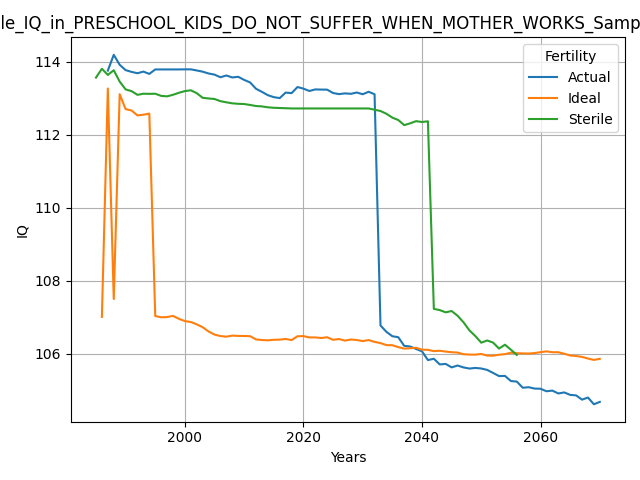 le_IQ_in_PRESCHOOL_KIDS_DO_NOT_SUFFER_WHEN_MOTHER_WORKS_Samp
Fertility
Actual
Ideal
Sterile
114
112
110
108
106
IQ
2000 2020 2040 2060
Years